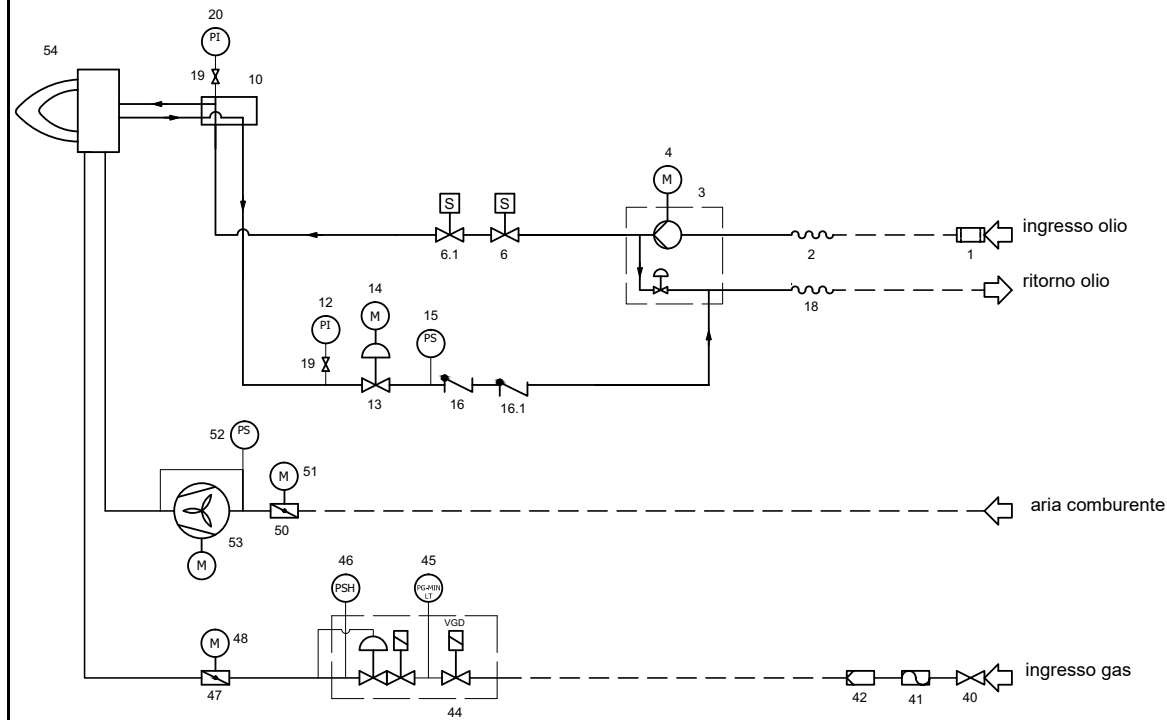 20
PI
54
19
10
4
M
3
S
S
ingresso olio
6.1
6
2
1
ritorno olio
12
14
15
18
PI
M
PS
19
13
16
16.1
52
PS
M
51
aria comburente
50
53
M
46
45
PSH
PG-MIN
LT
VGD
M
48
ingresso gas
47
44
42
41
40